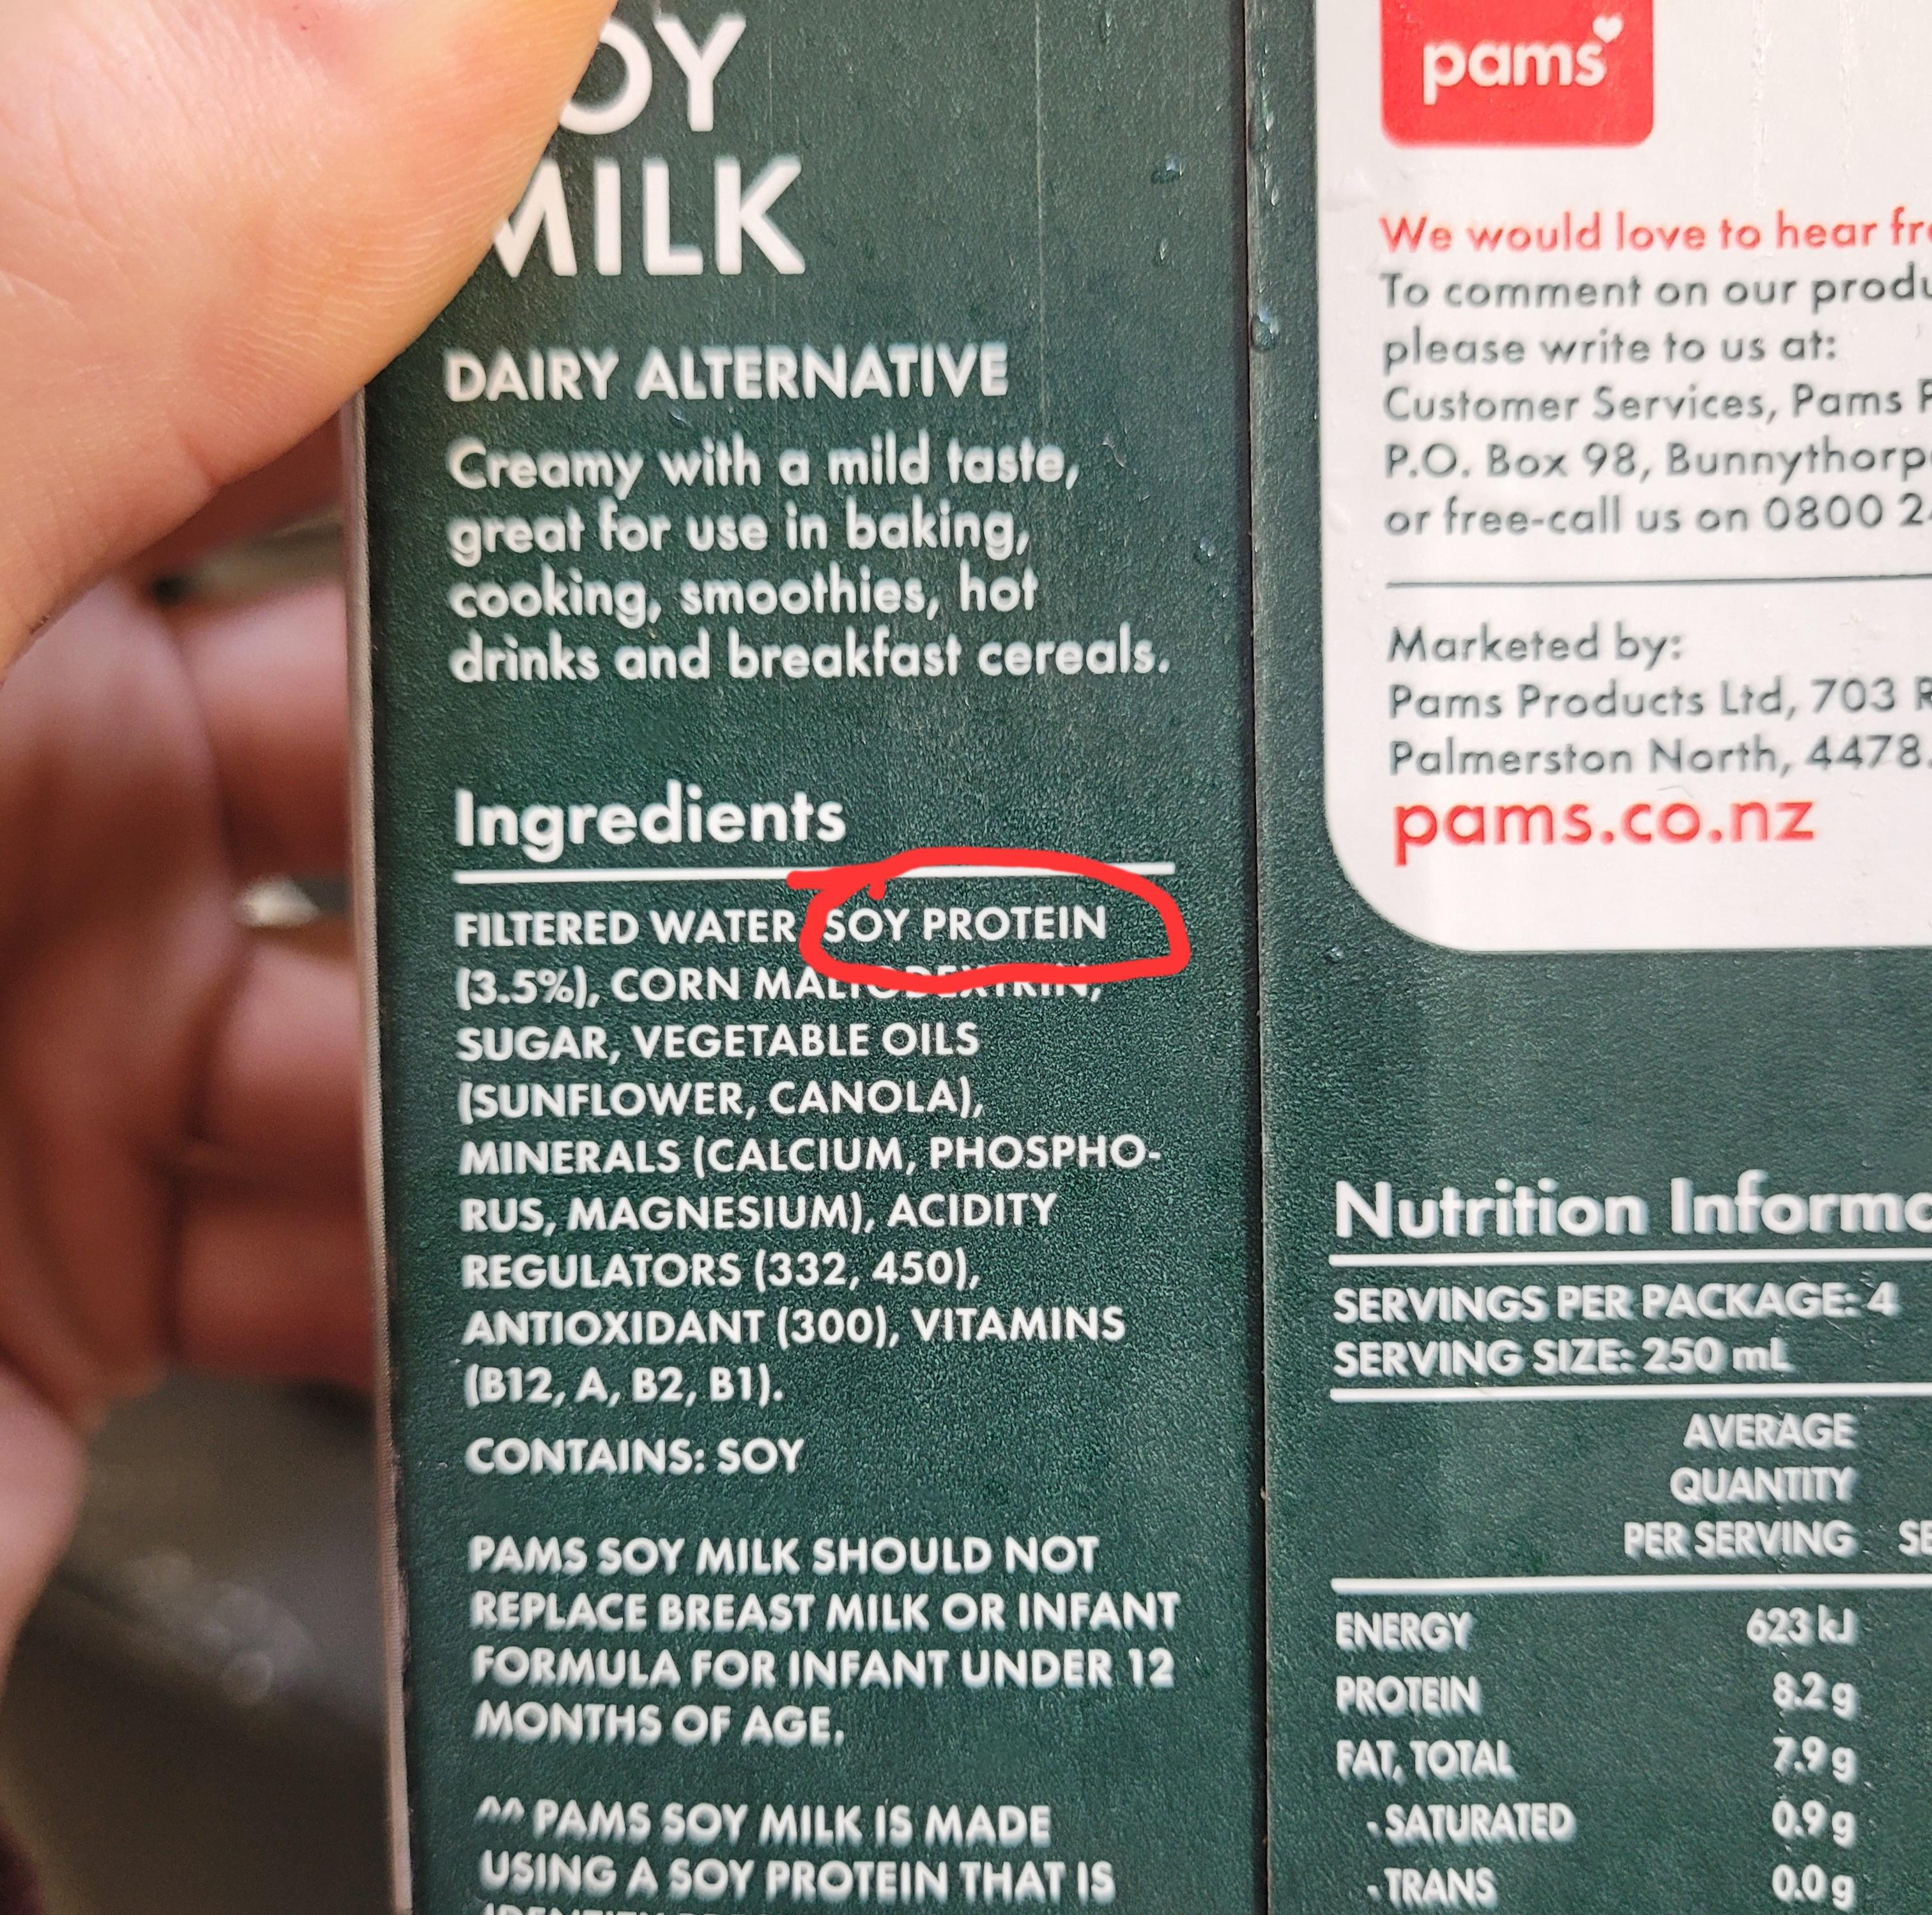 OY
MILK
DAIRY ALTERNATIVE
Creamy with a mild taste,
great for use in baking,
cooking, smoothies, hot
drinks and breakfast cereals.
Ingredients
FILTERED WATER, SOY PROTEIN
(3.5%), CORN MALTODEXTRIN,
SUGAR, VEGETABLE OILS
(SUNFLOWER, CANOLA),
MINERALS (CALCIUM, PHOSPHO-
RUS, MAGNESIUM), ACIDITY
REGULATORS (332, 450),
ANTIOXIDANT (300), VITAMINS
(B12, A, B2, B1).
CONTAINS: SOY
PAMS SOY MILK SHOULD NOT
REPLACE BREAST MILK OR INFANT
FORMULA FOR INFANT UNDER 12
MONTHS OF AGE.
^^ PAMS SOY MILK IS MADE
USING A SOY PROTEIN THAT IS
pams
We would love to hear
To comment on our
please write to us at:
Customer Services, Pams
P.O. Box 98,
or free-call us on 0800
Marketed by:
Pams Products Ltd, 703
Palmerston North, 4478.
pams.co.nz
Nutrition
SERVINGS PER PACKAGE: 4
SERVING SIZE: 250 mL
AVERAGE
QUANTITY
PER SERVING
ENERGY 623 kJ
PROTEIN 8.2 g
FAT, TOTAL 7.9 g
- SATURATED 0.9 g
- TRANS 0.0 g